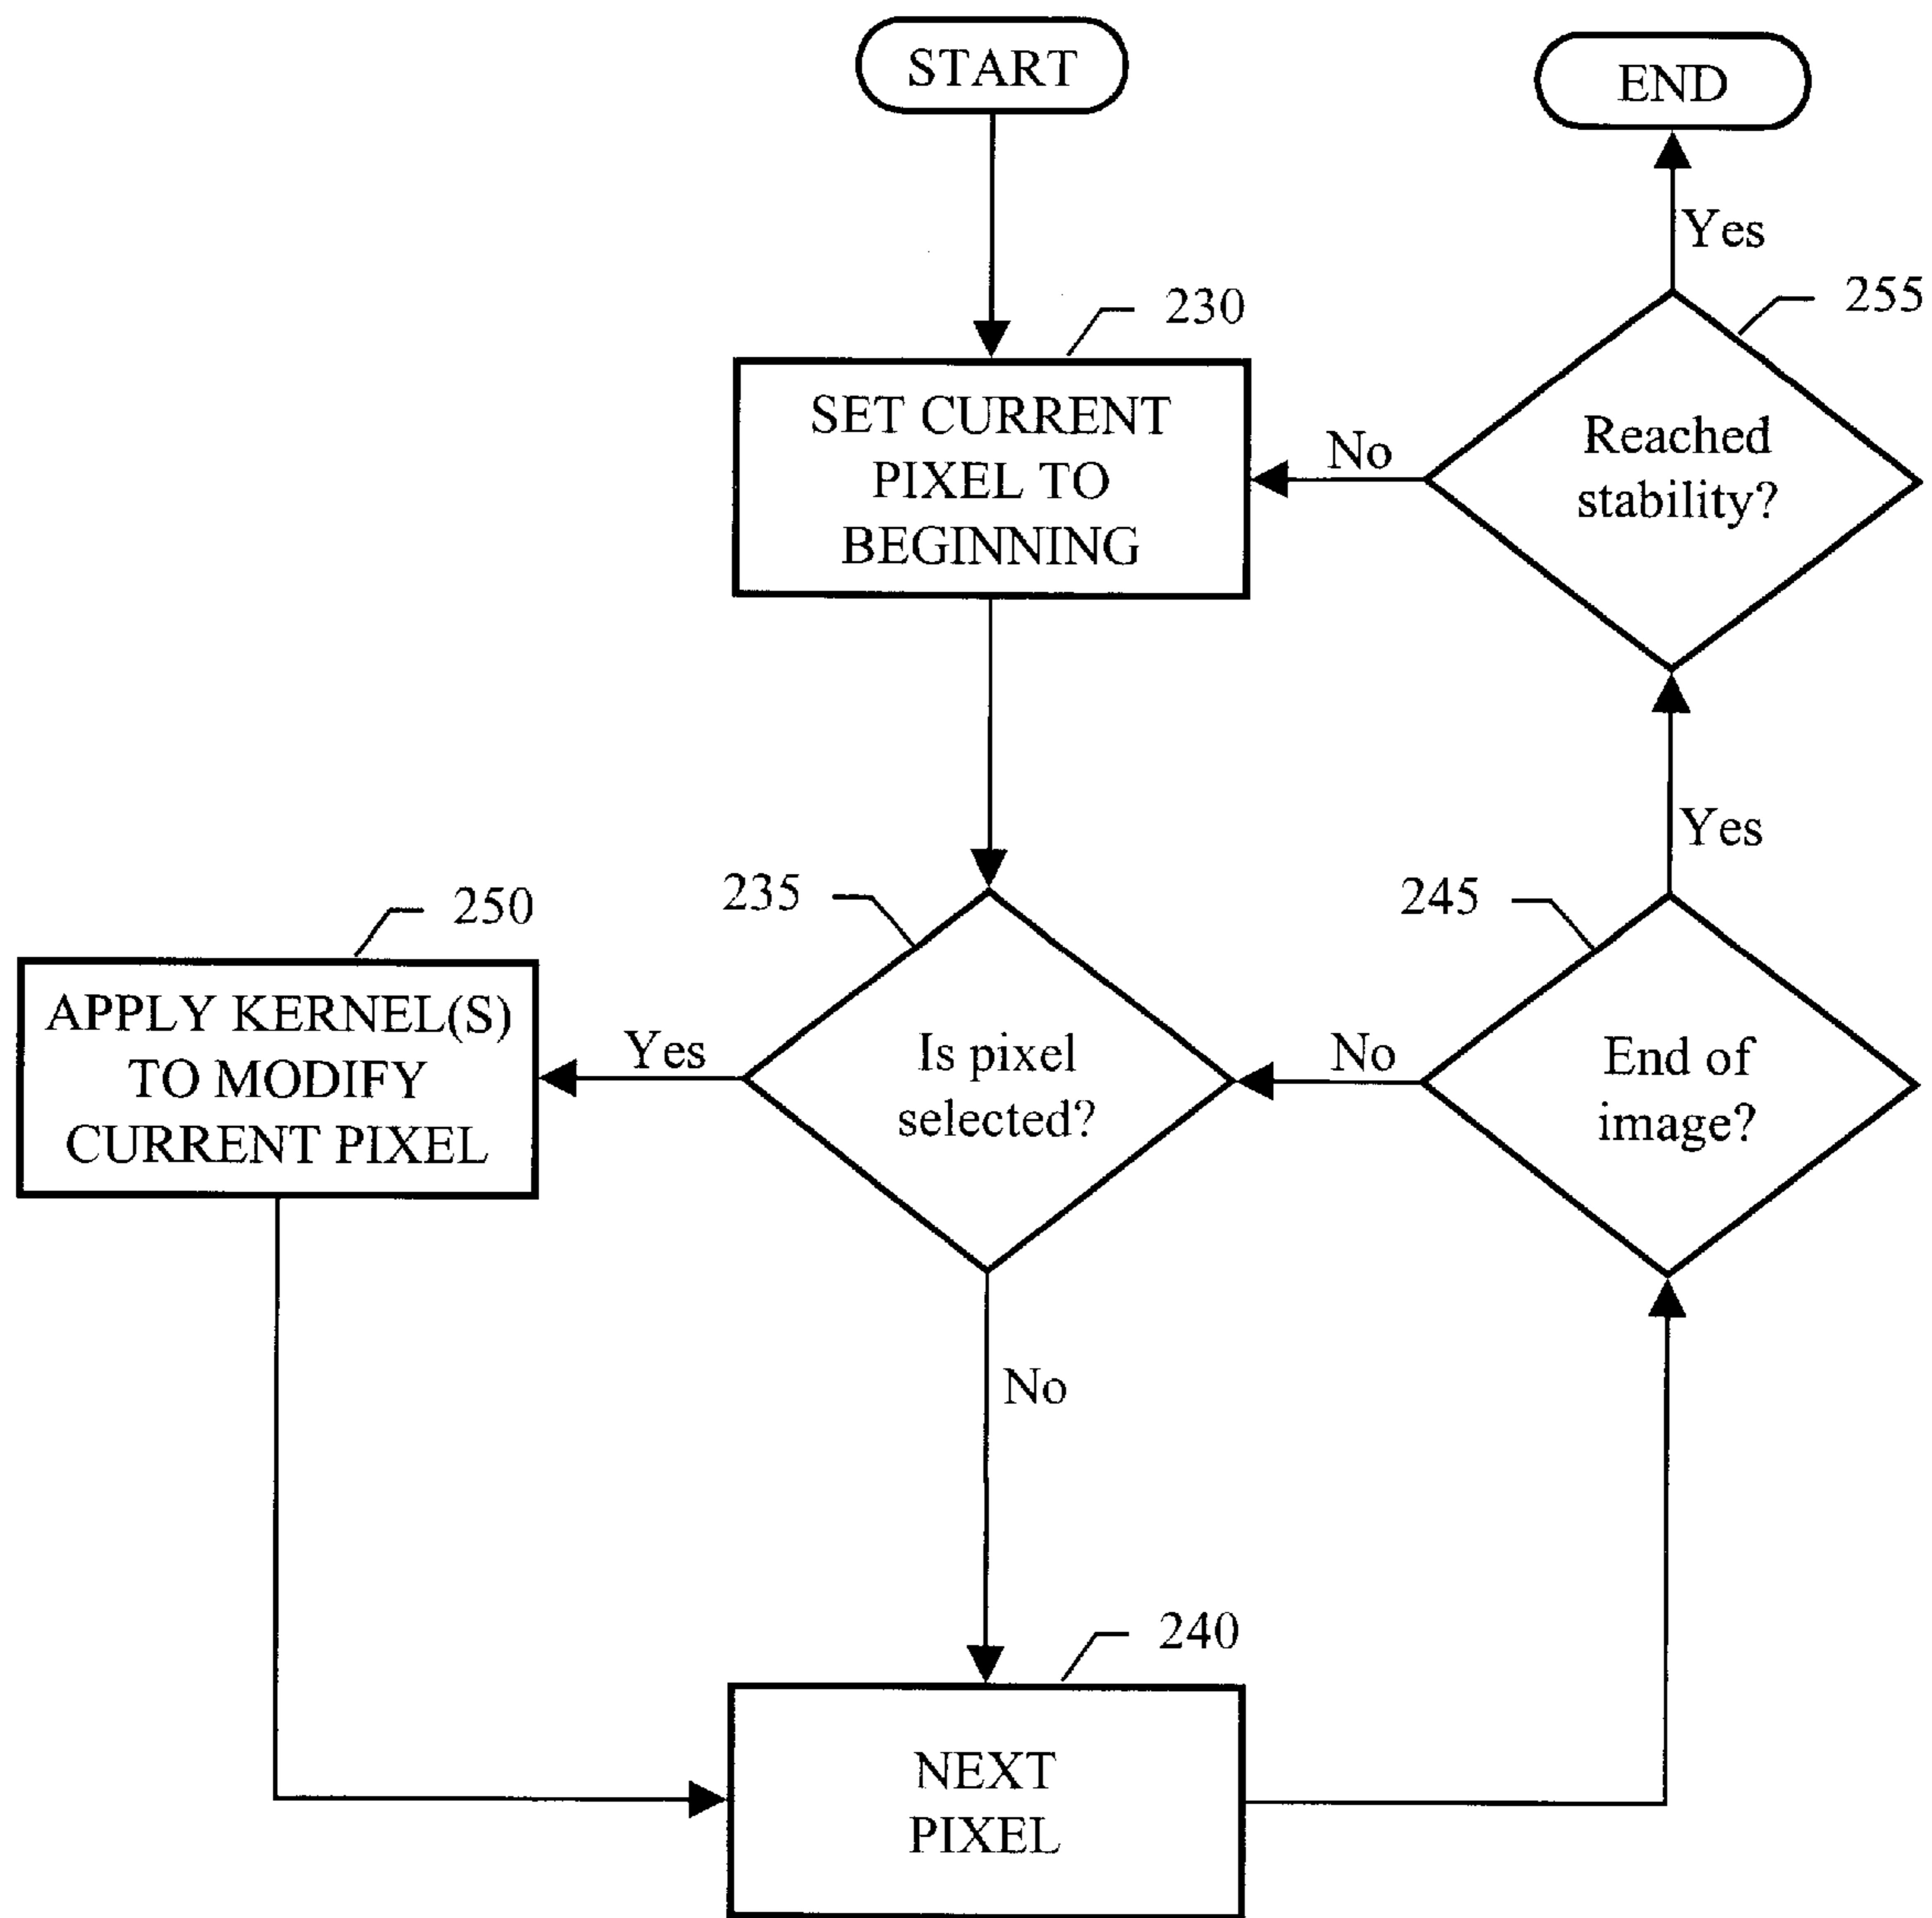 START
END
Yes
230
255
SET CURRENT
PIXEL TO
BEGINNING
No
Reached
stability?
Yes
250
235
245
APPLY KERNEL(S)
TO MODIFY
CURRENT PIXEL
Yes
Is pixel
selected?
No
End of
image?
No
240
NEXT
PIXEL